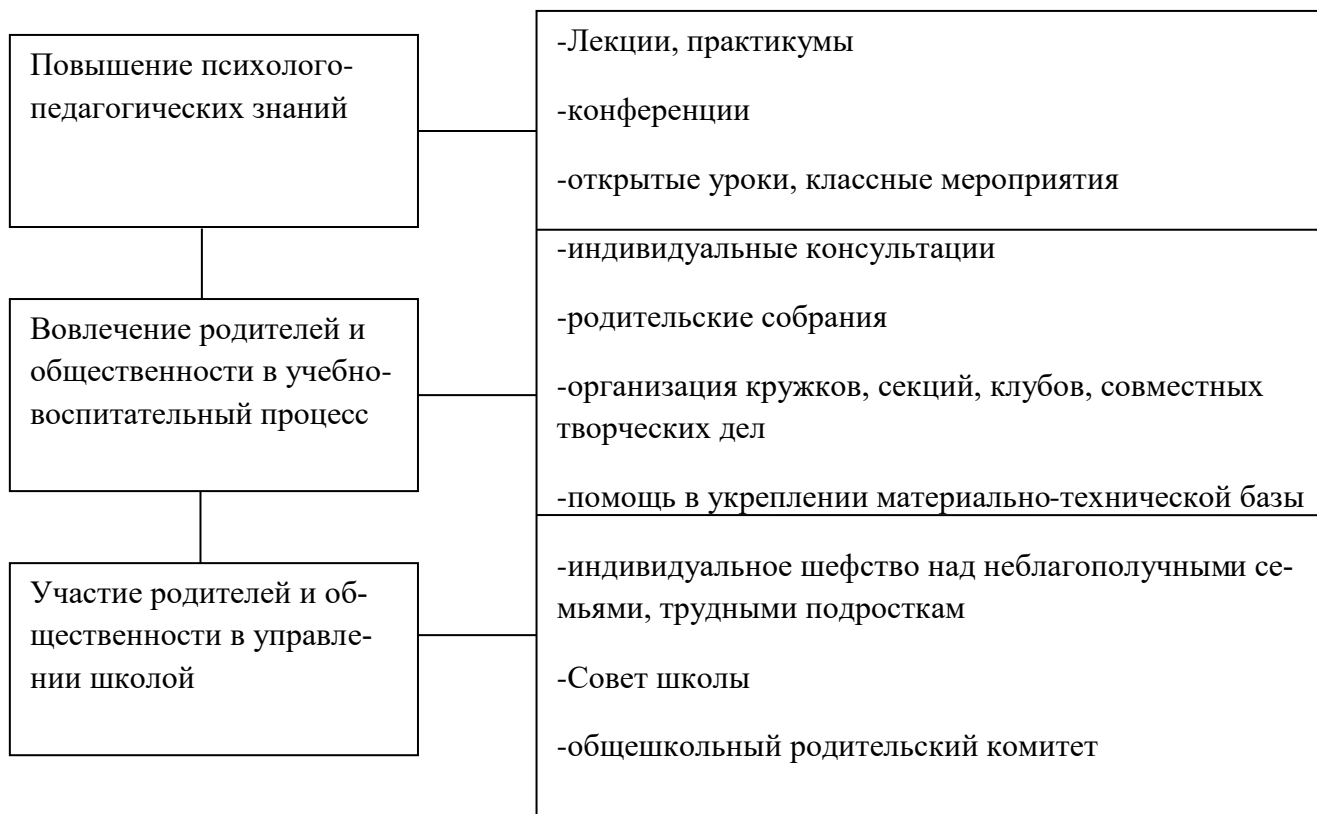 Повышение психолого-
педагогических знаний
-Лекции, практикумы
-конференции
-открытые уроки, классные мероприятия
Вовлечение родителей и
общественности в учебно-
воспитательный процесс
-индивидуальные консультации
-родительские собрания
-организация кружков, секций, клубов, совместных
творческих дел
-помощь в укреплении материально-технической базы
Участие родителей и об-
щественности в управле-
нии школой
-индивидуальное шефство над неблагополучными се-
мьями, трудными подросткам
-Совет школы
-общешкольный родительский комитет